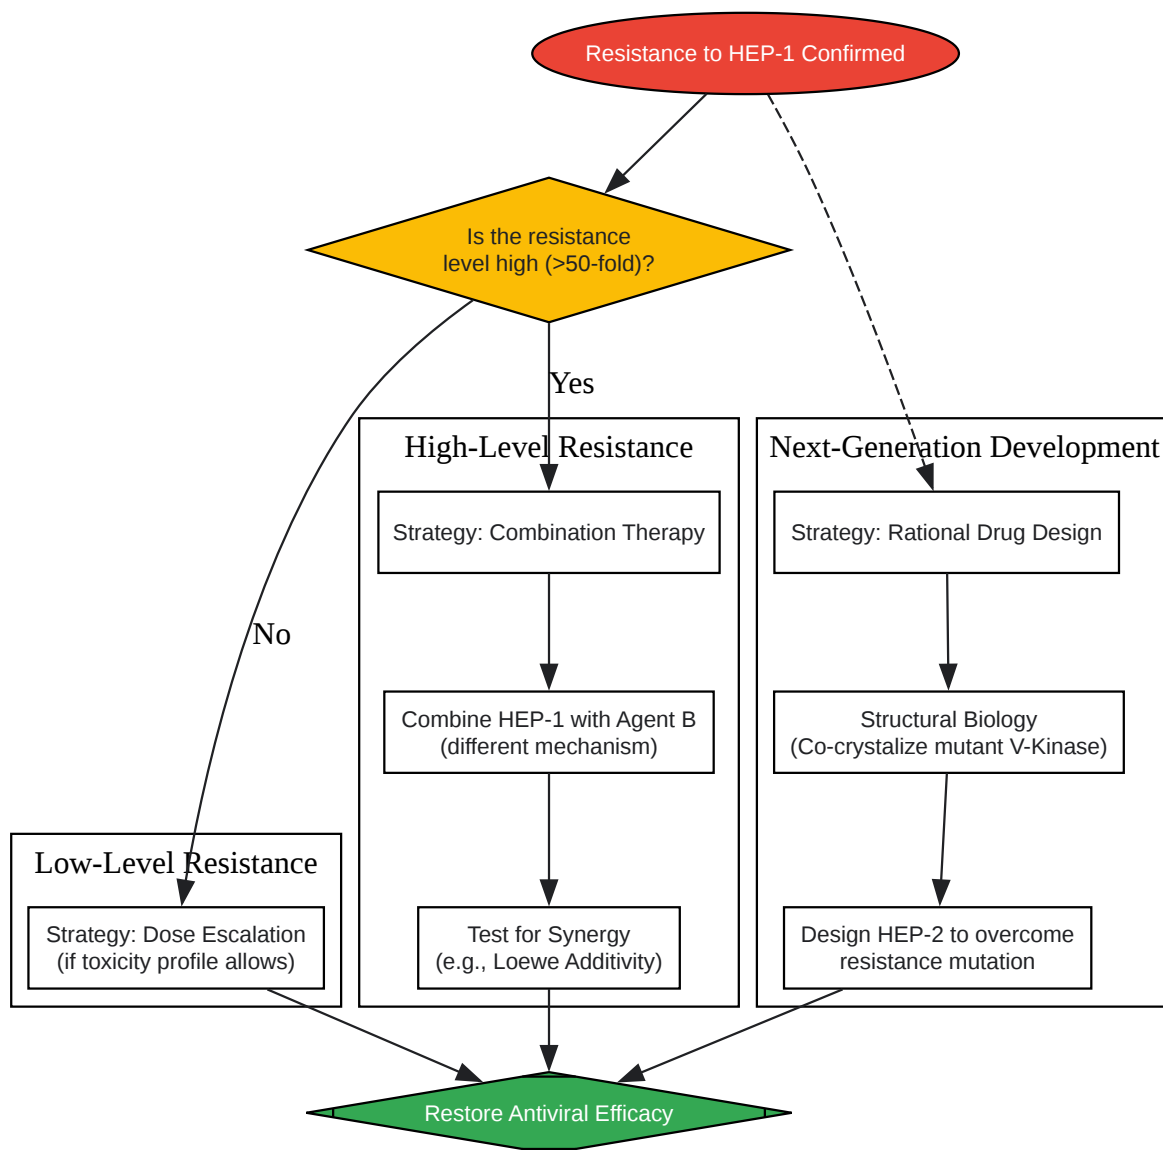 Resistance to HEP-1 Confirmed
Is the resistance
level high (>50-fold)?
Yes
No
High-Level Resistance
Strategy: Combination Therapy
Combine HEP-1 with Agent B
(different mechanism)
Test for Synergy
(e.g., Loewe Additivity)
Next-Generation Development
Strategy: Rational Drug Design
Structural Biology
(Co-crystalize mutant V-Kinase)
Design HEP-2 to overcome
resistance mutation
Low-Level Resistance
Strategy: Dose Escalation
(if toxicity profile allows)
Restore Antiviral Efficacy